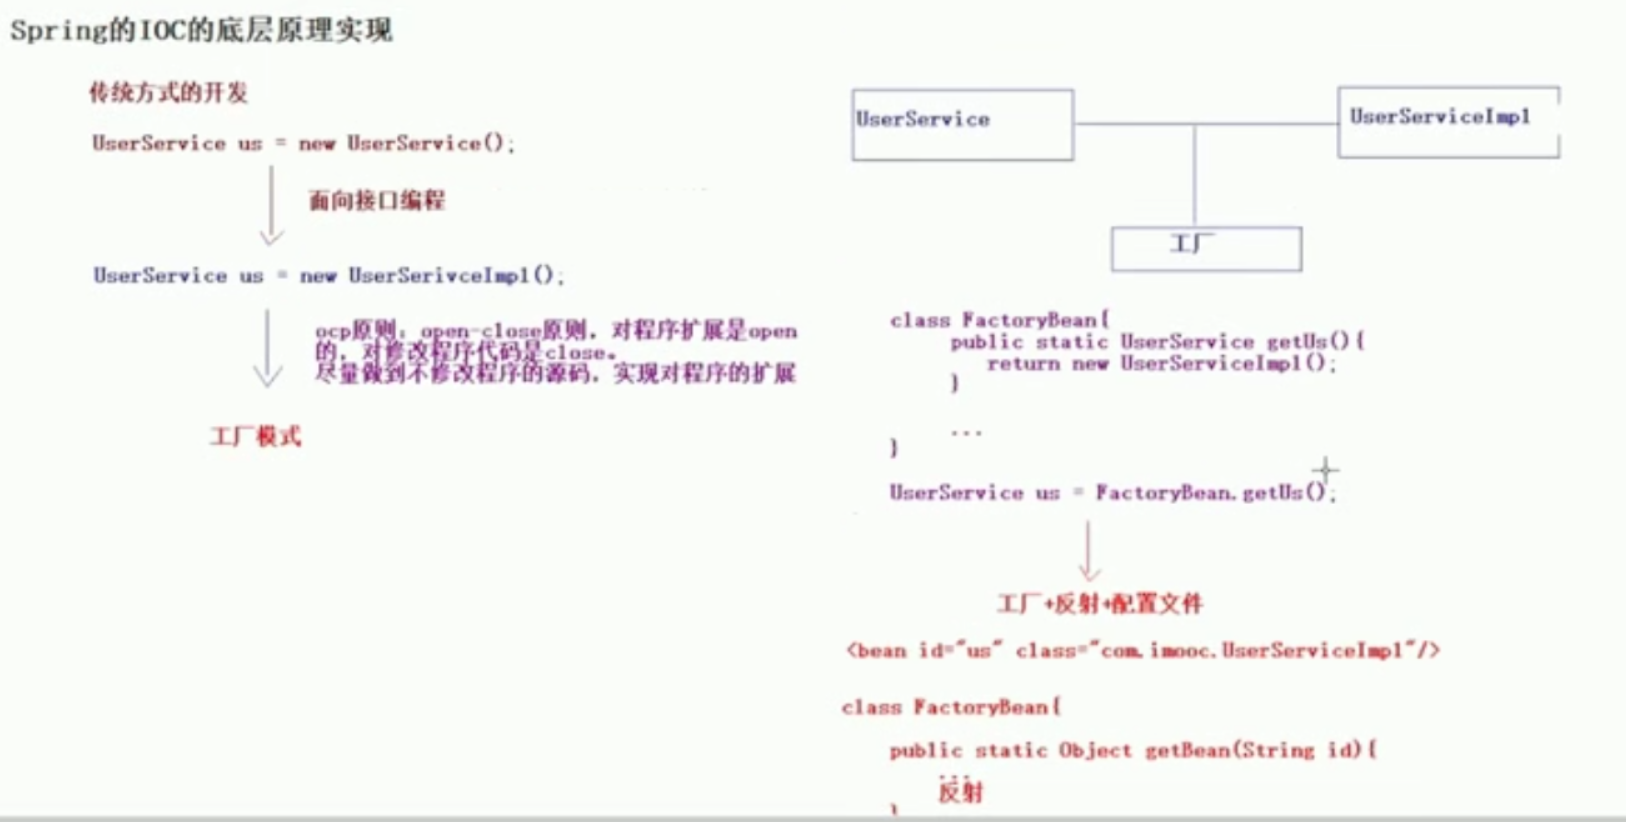 Spring的IOC的底层原理实现
传统方式的开发
UserService us = new UserService();
面向接口编程
UserService us = new UserSerivceImpl();
ocp原则：open-close原则，对程序扩展是open
的，对修改程序代码是close。
尽量做到不修改程序的源码，实现对程序的扩展
工厂模式
UserService
UserServiceImpl
工厂
class FactoryBean{
public static UserService getUs(){
return new UserServiceImpl();
}
...
}
UserService us = FactoryBean.getUs();
工厂+反射+配置文件
<bean id="us" class="com.imooc.UserServiceImpl"/>
class FactoryBean{
public static Object getBean(String id){
...
反射
}